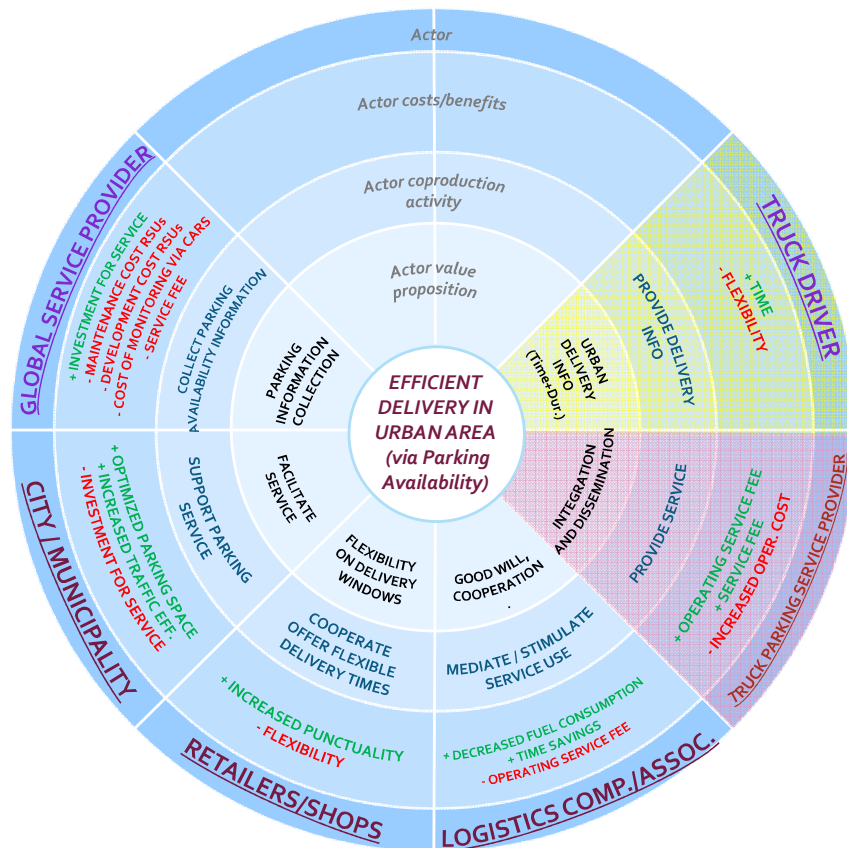 Actor
Actor costs/benefits
Actor coproduction
activity
Actor value
proposition
EFFICIENT
DELIVERY IN
URBAN AREA
(via Parking
Availability)
TRUCK DRIVER
+ TIME
- FLEXIBILITY
PROVIDE DELIVERY
INFO
URBAN
DELIVERY
INFO
(Time+Dur.)
TRUCK PARKING SERVICE PROVIDER
+ OPERATING SERVICE FEE
+ SERVICE FEE
- INCREASED OPER. COST
PROVIDE SERVICE
INTEGRATION
AND DISSEMINATION
LOGISTICS COMP./ASSOC.
+ DECREASED FUEL CONSUMPTION
+ TIME SAVINGS
- OPERATING SERVICE FEE
MEDIATE / STIMULATE
SERVICE USE
GOOD WILL,
COOPERATION
.
RETAILERS/SHOPS
+ INCREASED PUNCTUALITY
- FLEXIBILITY
COOPERATE
OFFER FLEXIBLE
DELIVERY TIMES
FLEXIBILITY
ON DELIVERY
WINDOWS
CITY / MUNICIPALITY
+ OPTIMIZED PARKING SPACE
+ INCREASED TRAFFIC EFF.
- INVESTMENT FOR SERVICE
SUPPORT PARKING
SERVICE
FACILITATE
SERVICE
GLOBAL SERVICE PROVIDER
+ INVESTMENT FOR SERVICE
- MAINTENANCE COST RSUs
- DEVELOPMENT COST RSUs
- COST OF MONITORING VIA CARS
- SERVICE FEE
COLLECT PARKING
AVAILABILITY INFORMATION
PARKING
INFORMATION
COLLECTION